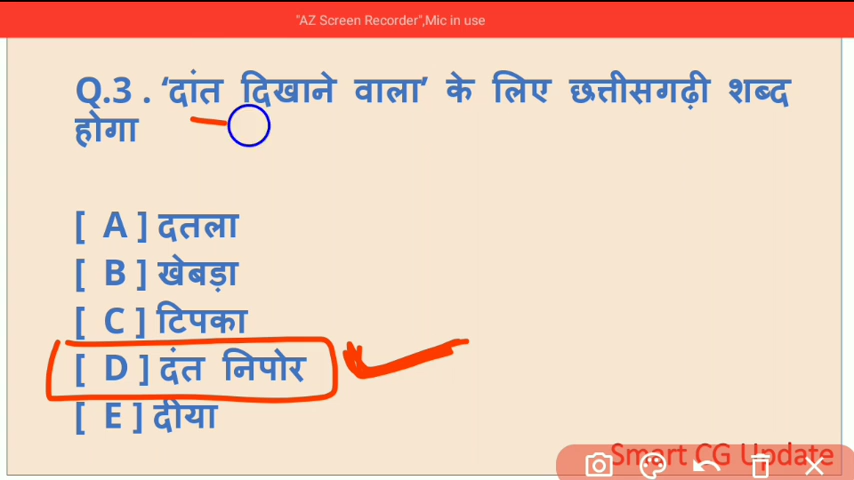 "AZ Screen Recorder",Mic in use
Q.3 . ‘दांत दिखाने वाला’ के लिए छत्तीसगढ़ी शब्द
होगा
[ A ] दतला
[ B ] खेबड़ा
[ C ] टिपका
[ D ] दंत निपोर
[ E ] दीया
Smart CG Update